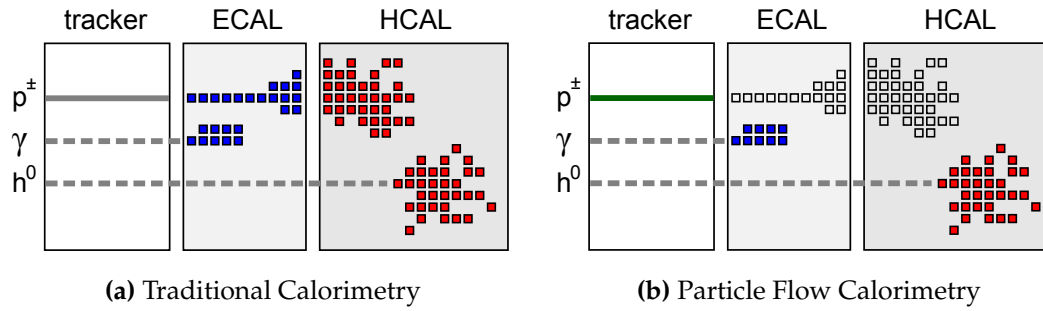 tracker ECAL HCAL
p±
γ
h⁰
(a) Traditional Calorimetry
tracker ECAL HCAL
p±
γ
h⁰
(b) Particle Flow Calorimetry